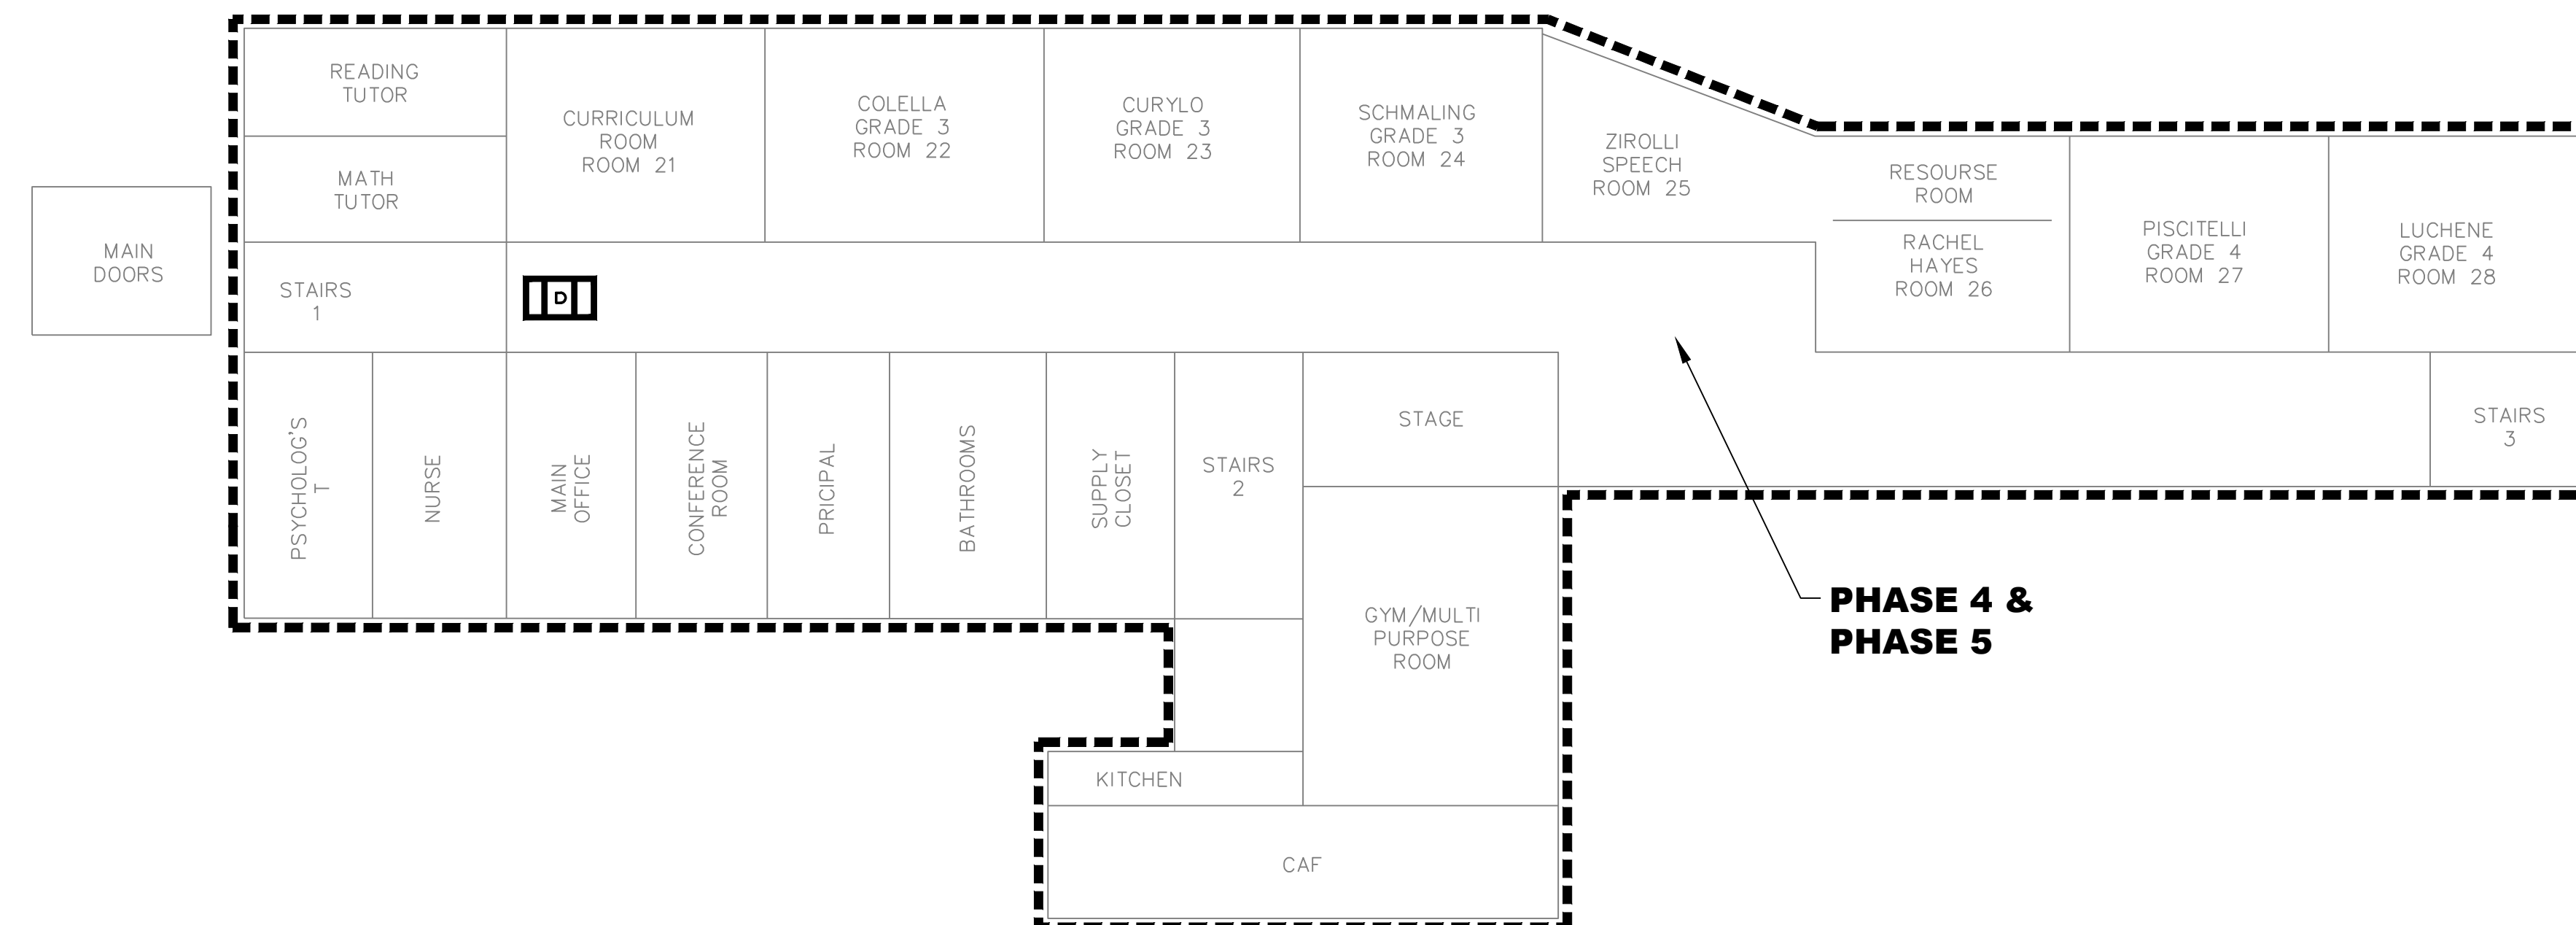 READING
TUTOR
MATH
TUTOR
MAIN
DOORS
STAIRS
1
CURRICULUM
ROOM
ROOM 21
COLELLA
GRADE 3
ROOM 22
CURYLO
GRADE 3
ROOM 23
SCHMALING
GRADE 3
ROOM 24
ZIROLLI
SPEECH
ROOM 25
RESOURSE
ROOM
RACHEL
HAYES
ROOM 26
PISCITELLI
GRADE 4
ROOM 27
LUCHENE
GRADE 4
ROOM 28
D
PSYCHOLOG'S
T
NURSE
MAIN
OFFICE
CONFERENCE
ROOM
PRICIPAL
BATHROOMS
SUPPLY
CLOSET
STAIRS
2
STAGE
STAIRS
3
GYM/MULTI
PURPOSE
ROOM
PHASE 4 &
PHASE 5
KITCHEN
CAF